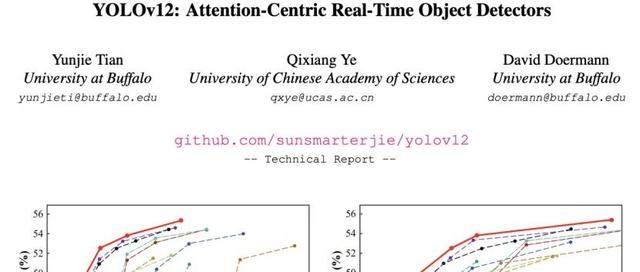 YOLOv12: Attention-Centric Real-Time Object Detectors
Yunjie Tian
University at Buffalo
yunjieti@buffalo.edu
Qixiang Ye
University of Chinese Academy of Sciences
qxye@ucas.ac.cn
David Doermann
University at Buffalo
doermann@buffalo.edu
github.com/sunsmarterjie/yolov12
-- Technical Report --
56
54
52
(%)
56
54
52
(%)